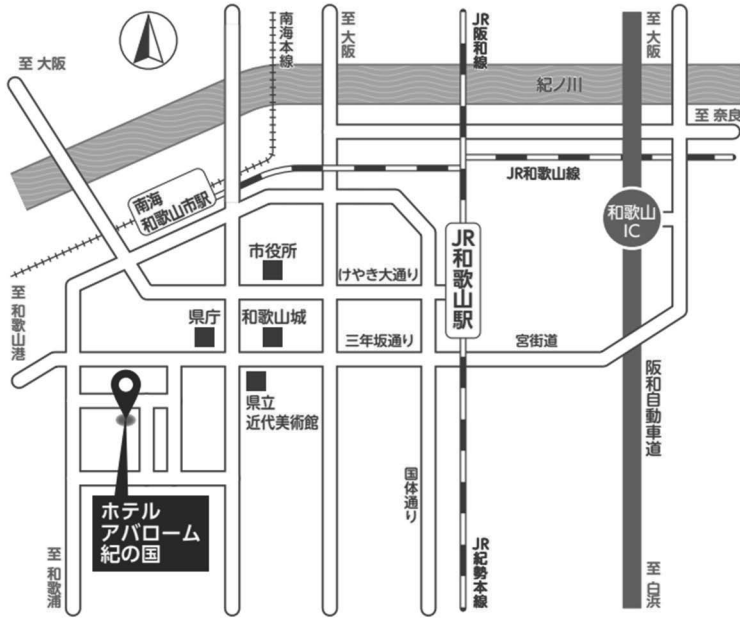 至 大阪
南海本線
至 大阪
JR阪和線
至 大阪
紀ノ川
至 奈良
JR和歌山線
南海
和歌山市駅
和歌山
IC
市役所
けやき大通り
JR和歌山駅
至 和歌山港
県庁
和歌山城
三年坂通り
宮街道
県立
近代美術館
阪和自動車道
国体通り
ホテル
アバローム
紀の国
至 和歌浦
JR紀勢本線
至 白浜